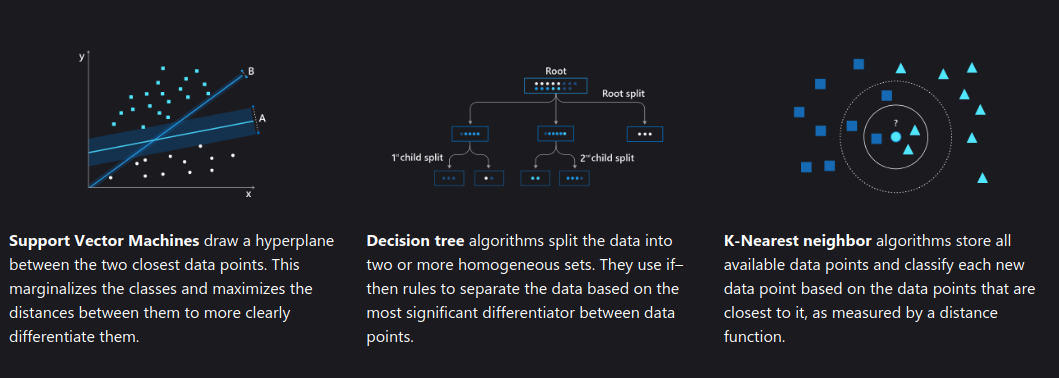 y
B
A
x
Root
Root split
1st child split
2nd child split
?
Support Vector Machines draw a hyperplane
between the two closest data points. This
marginalizes the classes and maximizes the
distances between them to more clearly
differentiate them.
Decision tree algorithms split the data into
two or more homogeneous sets. They use if–
then rules to separate the data based on the
most significant differentiator between data
points.
K-Nearest neighbor algorithms store all
available data points and classify each new
data point based on the data points that are
closest to it, as measured by a distance
function.